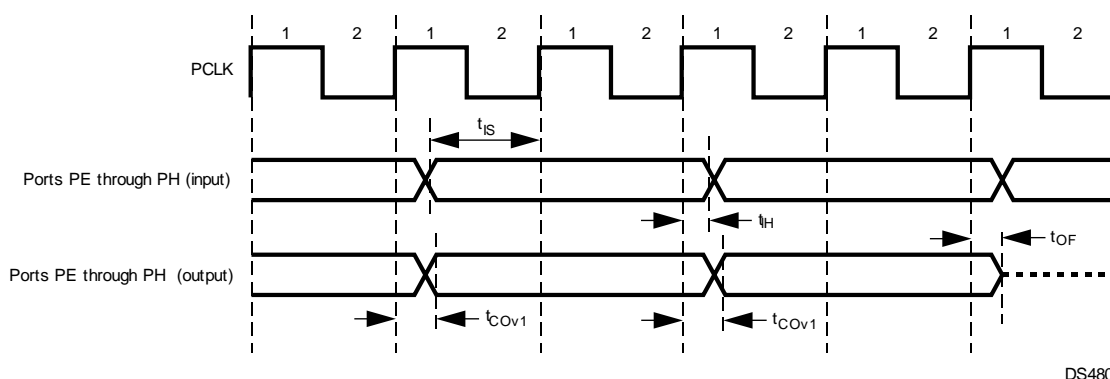 1 2 1 2 1 2 1 2 1 2 1 2
PCLK
tIS
Ports PE through PH (input)
tIH
tOF
Ports PE through PH (output)
tCOv1 tCOv1
DS480